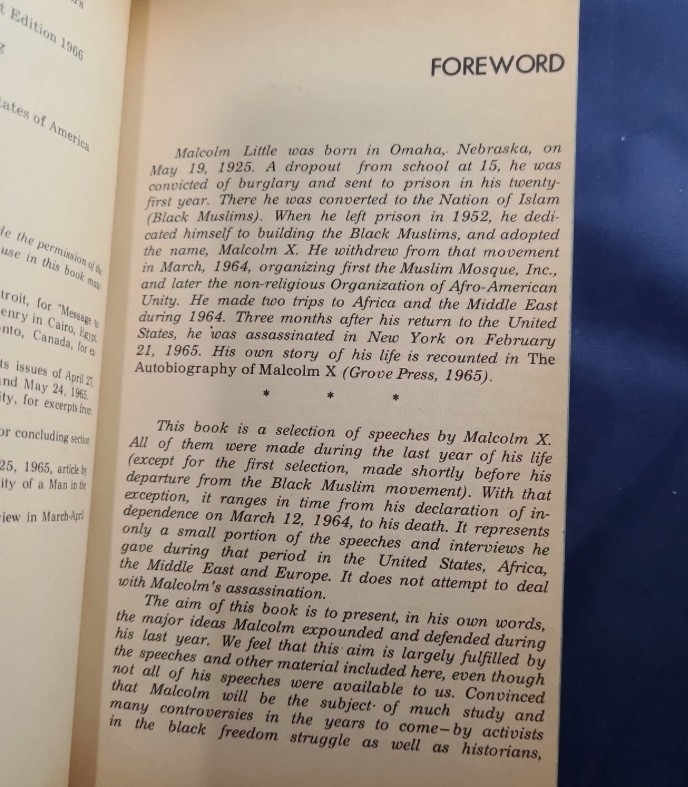 t Edition 1966
tates of America
le the permission of the
use in this book
troit, for "Message to
enry in Cairo, Egypt,
nto, Canada, for
ts issues of April 27,
nd May 24, 1965.
ity, for excerpts from
or concluding section
25, 1965, article by
ity of a Man in the
iew in March-April
FOREWORD
Malcolm Little was born in Omaha, Nebraska, on
May 19, 1925. A dropout from school at 15, he was
convicted of burglary and sent to prison in his twenty-
first year. There he was converted to the Nation of Islam
(Black Muslims). When he left prison in 1952, he dedi-
cated himself to building the Black Muslims, and adopted
the name, Malcolm X. He withdrew from that movement
in March, 1964, organizing first the Muslim Mosque, Inc.,
and later the non-religious Organization of Afro-American
Unity. He made two trips to Africa and the Middle East
during 1964. Three months after his return to the United
States, he was assassinated in New York on February
21, 1965. His own story of his life is recounted in The
Autobiography of Malcolm X (Grove Press, 1965).
* * *
This book is a selection of speeches by Malcolm X.
All of them were made during the last year of his life
(except for the first selection, made shortly before his
departure from the Black Muslim movement). With that
exception, it ranges in time from his declaration of in-
dependence on March 12, 1964, to his death. It represents
only a small portion of the speeches and interviews he
gave during that period in the United States, Africa,
the Middle East and Europe. It does not attempt to deal
with Malcolm's assassination.
The aim of this book is to present, in his own words,
the major ideas Malcolm expounded and defended during
his last year. We feel that this aim is largely fulfilled by
the speeches and other material included here, even though
not all of his speeches were available to us. Convinced
that Malcolm will be the subject of much study and
many controversies in the years to come—by activists
in the black freedom struggle as well as historians,